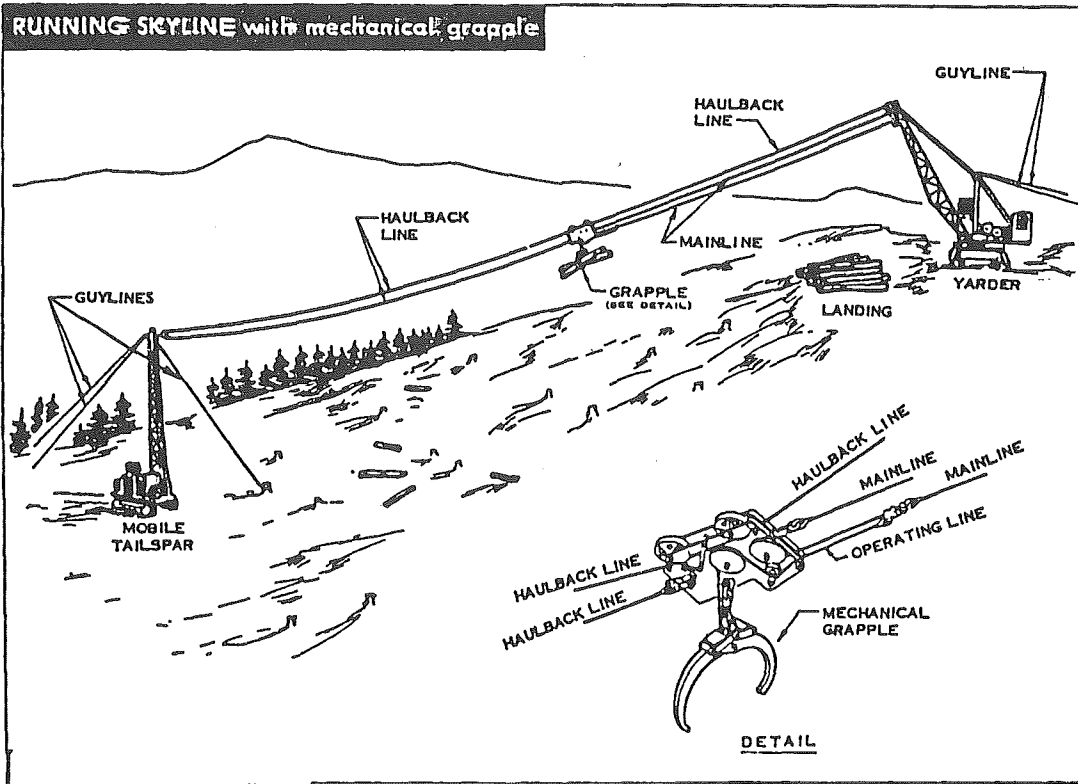 RUNNING SKYLINE with mechanical grapple
GUYLINE
HAULBACK
LINE
HAULBACK
LINE
MAINLINE
GUYLINES
GRAPPLE
(SEE DETAIL)
YARDER
LANDING
MOBILE
TAILSPAR
HAULBACK LINE
MAINLINE
MAINLINE
OPERATING LINE
HAULBACK LINE
HAULBACK LINE
MECHANICAL
GRAPPLE
DETAIL